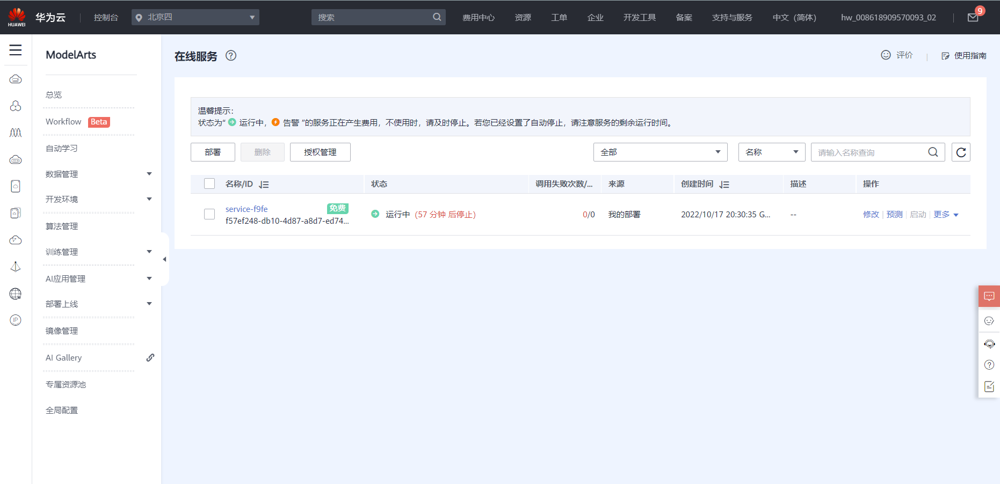 HUAWEI
华为云
控制台
北京四
搜索
费用中心
资源
工单
企业
开发工具
备案
支持与服务
中文（简体）
hw_008618909570093_02
9
ModelArts
总览
Workflow Beta
自动学习
数据管理
开发环境
算法管理
训练管理
AI应用管理
部署上线
镜像管理
AI Gallery
专属资源池
全局配置
W
IP
在线服务
评价
使用指南
温馨提示：
状态为“ 运行中， 告警 ”的服务正在产生费用，不使用时，请及时停止。若您已经设置了自动停止，请注意服务的剩余运行时间。
部署
删除
授权管理
全部
名称
请输入名称查询
名称/ID
状态
调用失败次数/...
来源
创建时间
描述
操作
service-f9fe
免费
f57ef248-db10-4d87-a8d7-ed74...
运行中 （57 分钟 后停止）
0/0
我的部署
2022/10/17 20:30:35 G...
--
修改 | 预测 | 启动 | 更多